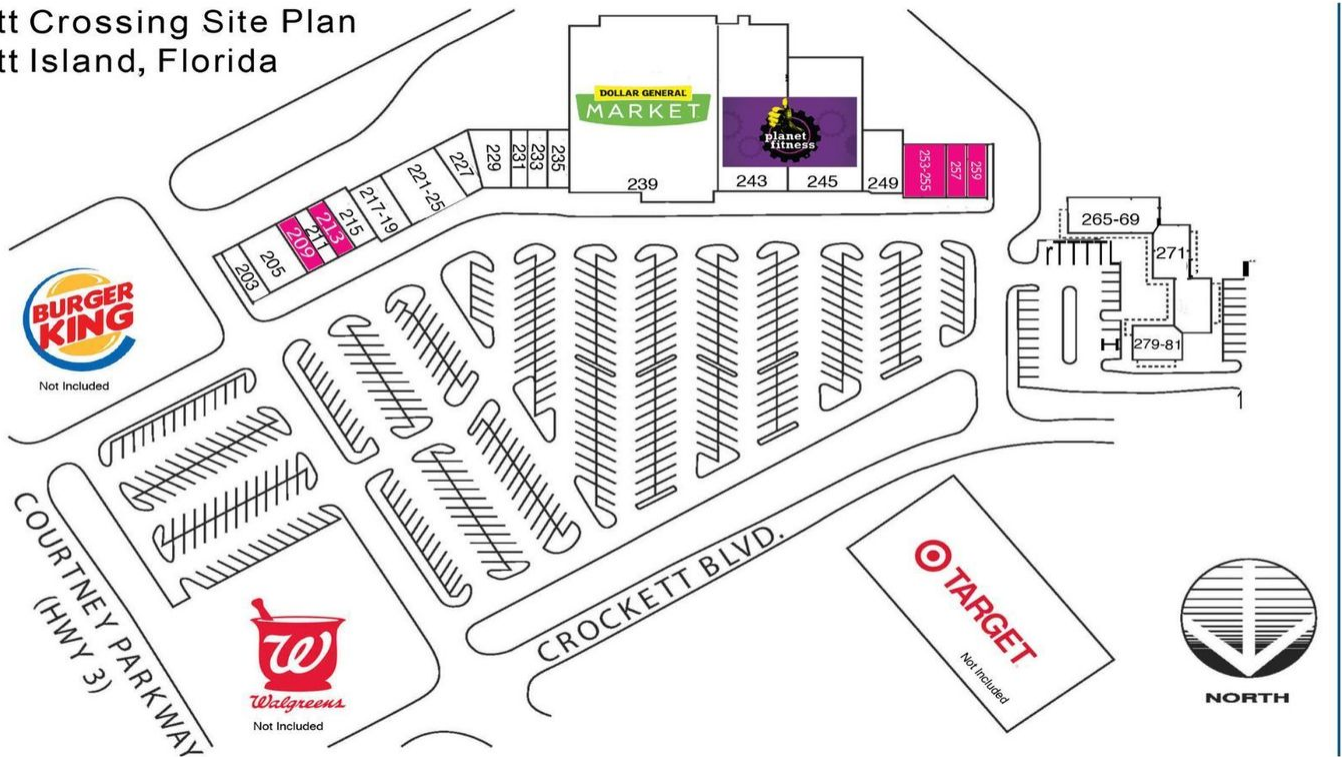 tt Crossing Site Plan
tt Island, Florida
DOLLAR GENERAL
MARKET
planet
fitness
239
243
245
249
253-255
257
259
235
233
231
229
227
221-25
217-19
215
213
211
209
205
203
265-69
271
279-81
1
BURGER
KING
Not Included
COURTNEY PARKWAY
(HWY 3)
W
Walgreens
Not Included
CROCKETT BLVD.
TARGET
Not Included
NORTH